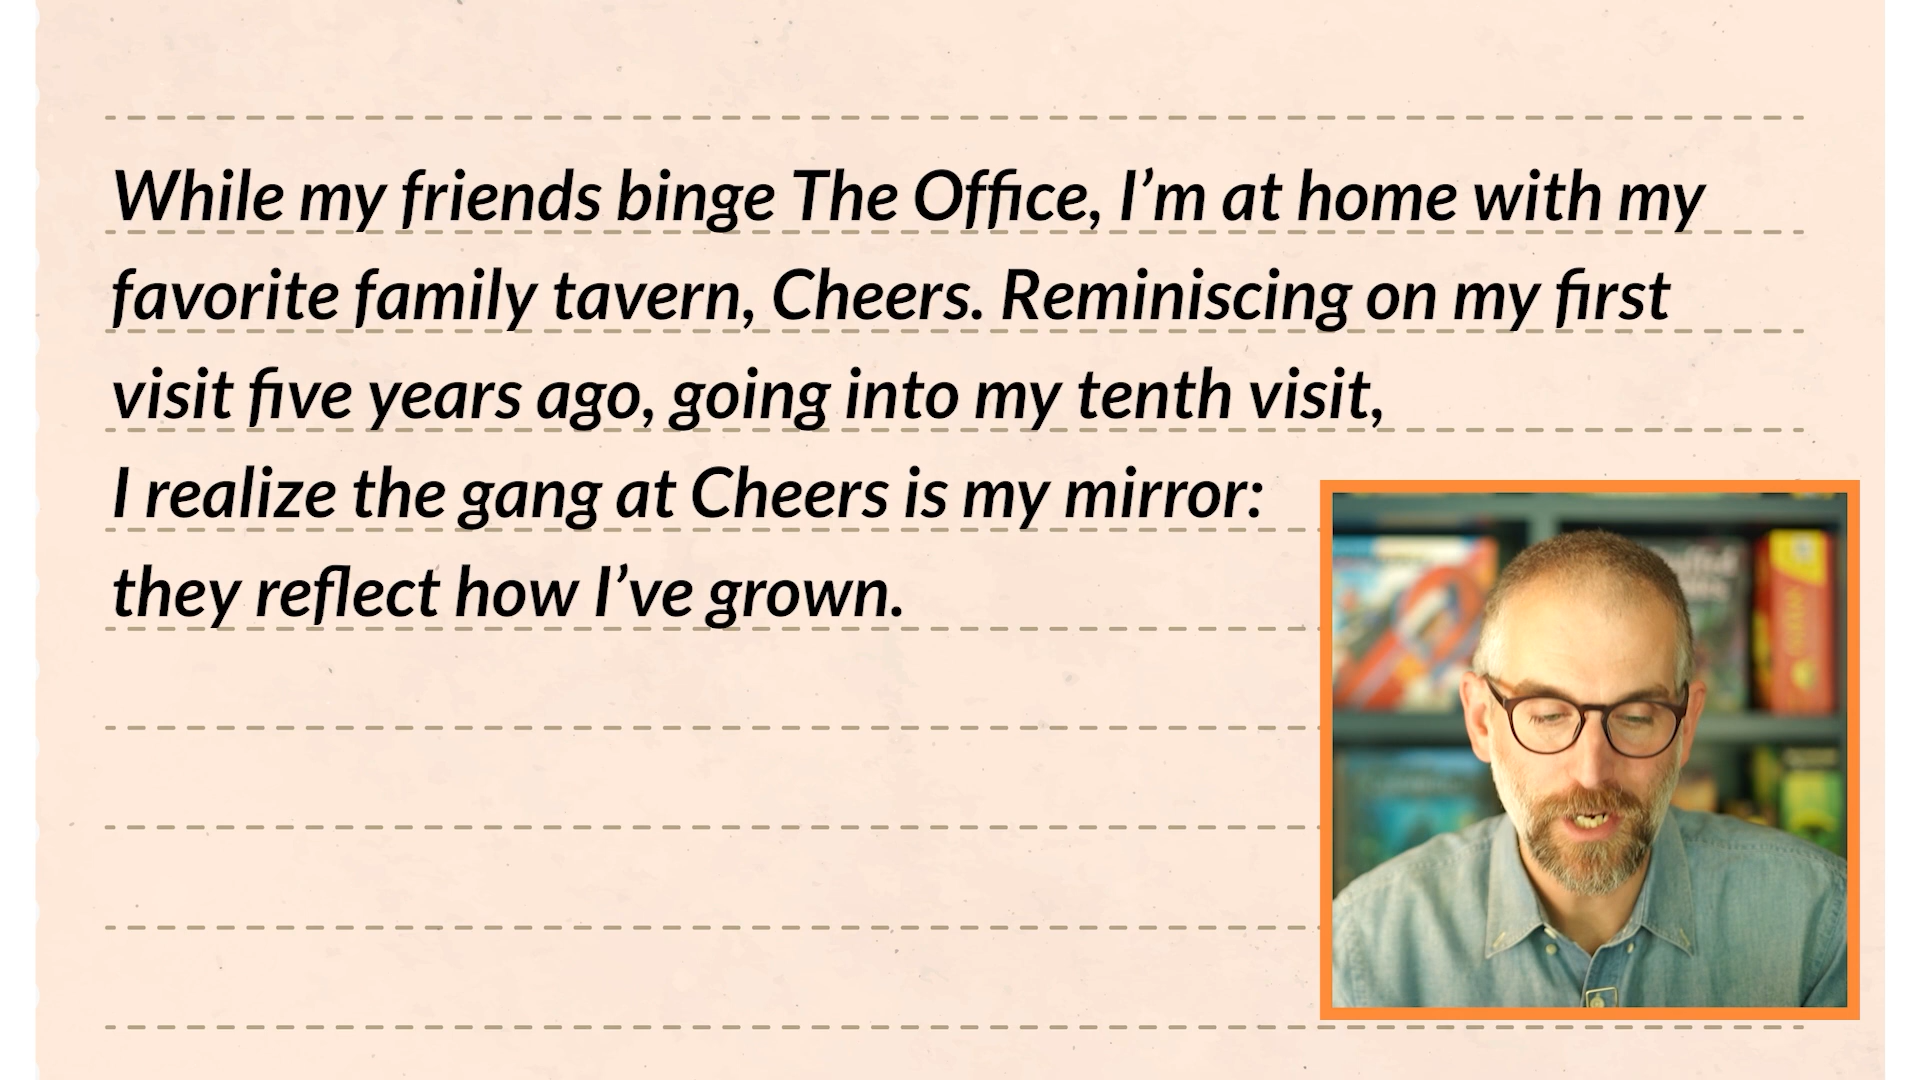 While my friends binge The Office, I’m at home with my
favorite family tavern, Cheers. Reminiscing on my first
visit five years ago, going into my tenth visit,
I realize the gang at Cheers is my mirror:
they reflect how I’ve grown.